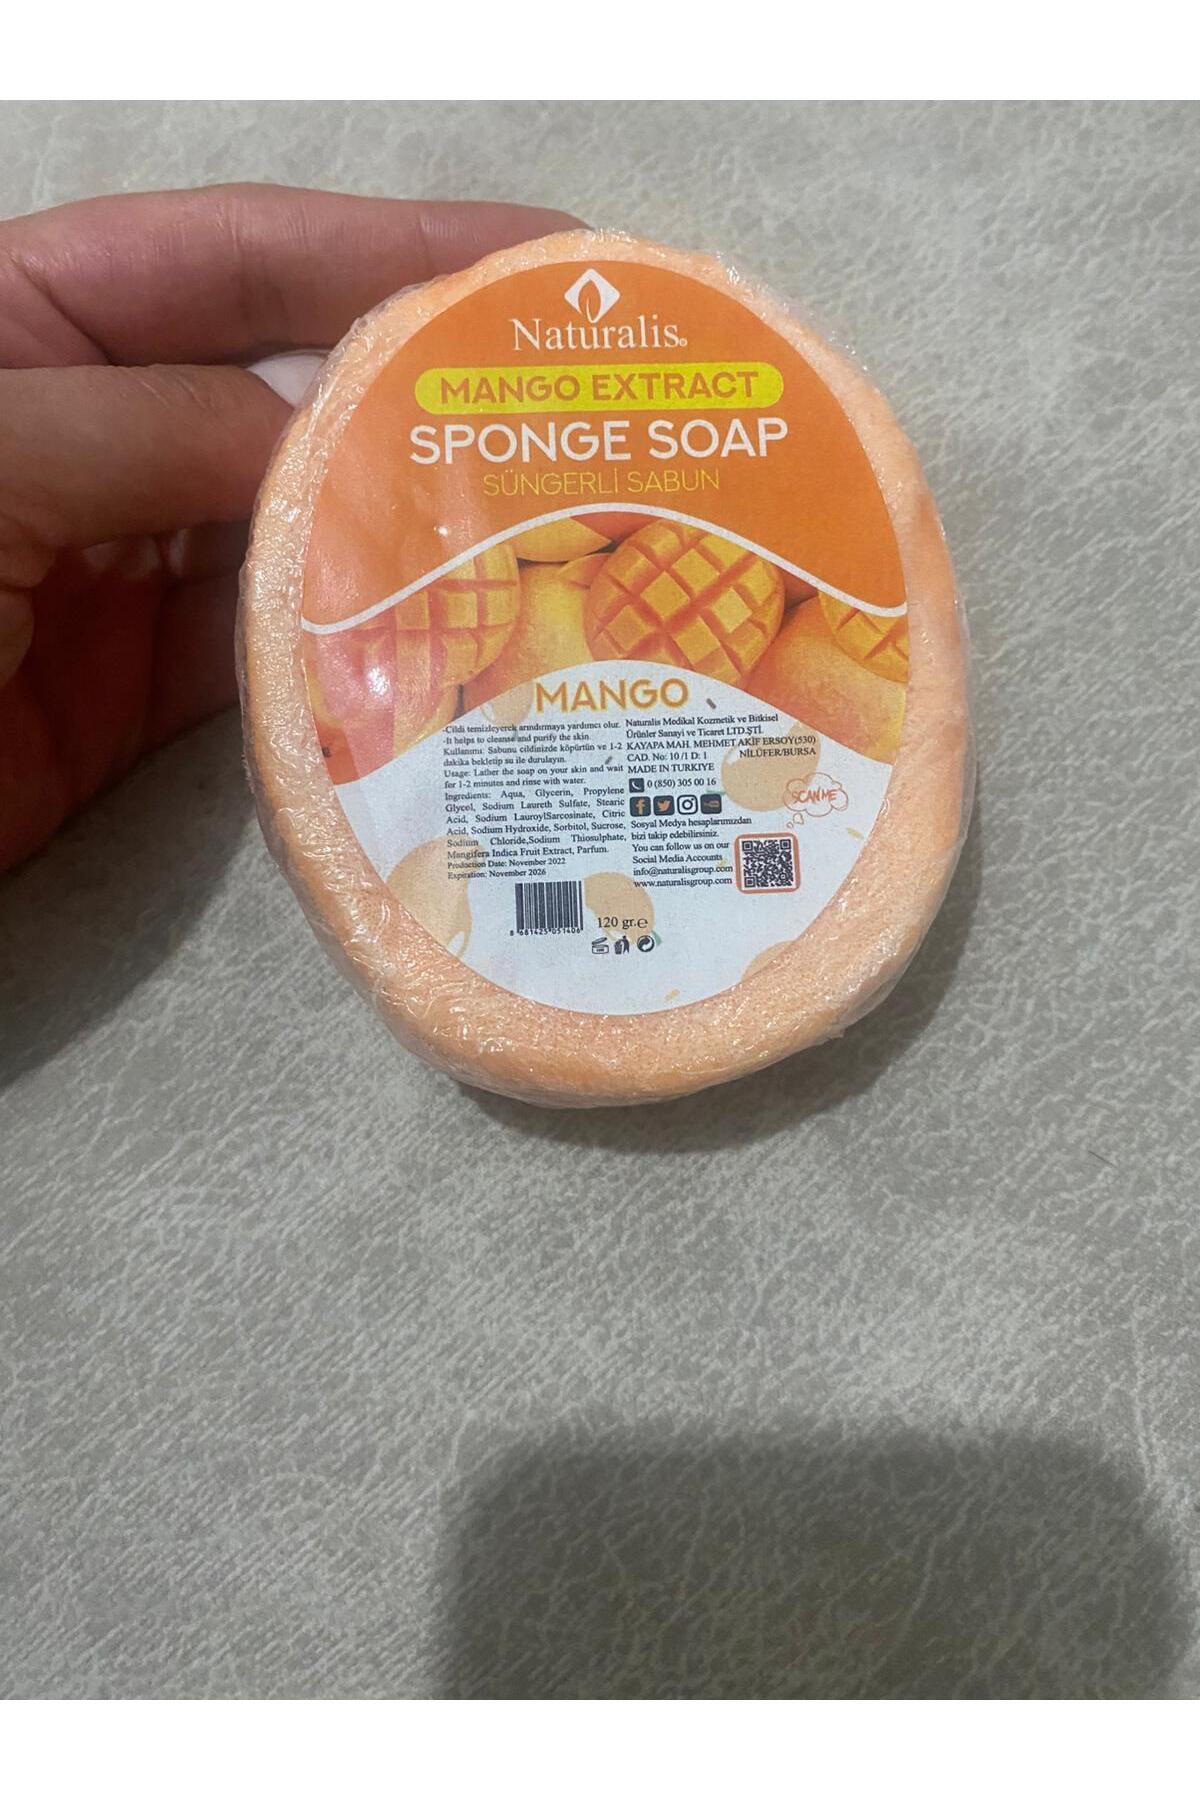 Naturalis®
MANGO EXTRACT
SPONGE SOAP
SÜNGERLİ SABUN
MANGO
-Cildi temizleyerek arındırmaya yardımcı olur.
-It helps to cleanse and purify the skin.
Kullanımı: Sabunu cildinizde köpürtün ve 1-2
dakika bekletip su ile durulayın.
Usage: Lather the soap on your skin and wait
for 1-2 minutes and rinse with water.
Ingredients: Aqua, Glycerin, Propylene
Glycol, Sodium Laureth Sulfate, Stearic
Acid, Sodium LauroylSarcosinate, Citric
Acid, Sodium Hydroxide, Sorbitol, Sucrose,
Sodium Chloride,Sodium Thiosulphate,
Mangifera Indica Fruit Extract, Parfum.
Production Date: November 2022
Expiration: November 2026
8 681425 051406
Naturalis Medikal Kozmetik ve Bitkisel
Ürünler Sanayi ve Ticaret LTD.ŞTİ.
KAYAPA MAH. MEHMET AKİF ERSOY(530)
CAD. No: 10 /1 D: 1 NİLÜFER/BURSA
MADE IN TURKIYE
0 (850) 305 00 16
SCAN ME
Sosyal Medya hesaplarımızdan
bizi takip edebilirsiniz.
You can follow us on our
Social Media Accounts
info@naturalisgroup.com
www.naturalisgroup.com
120 gr.e